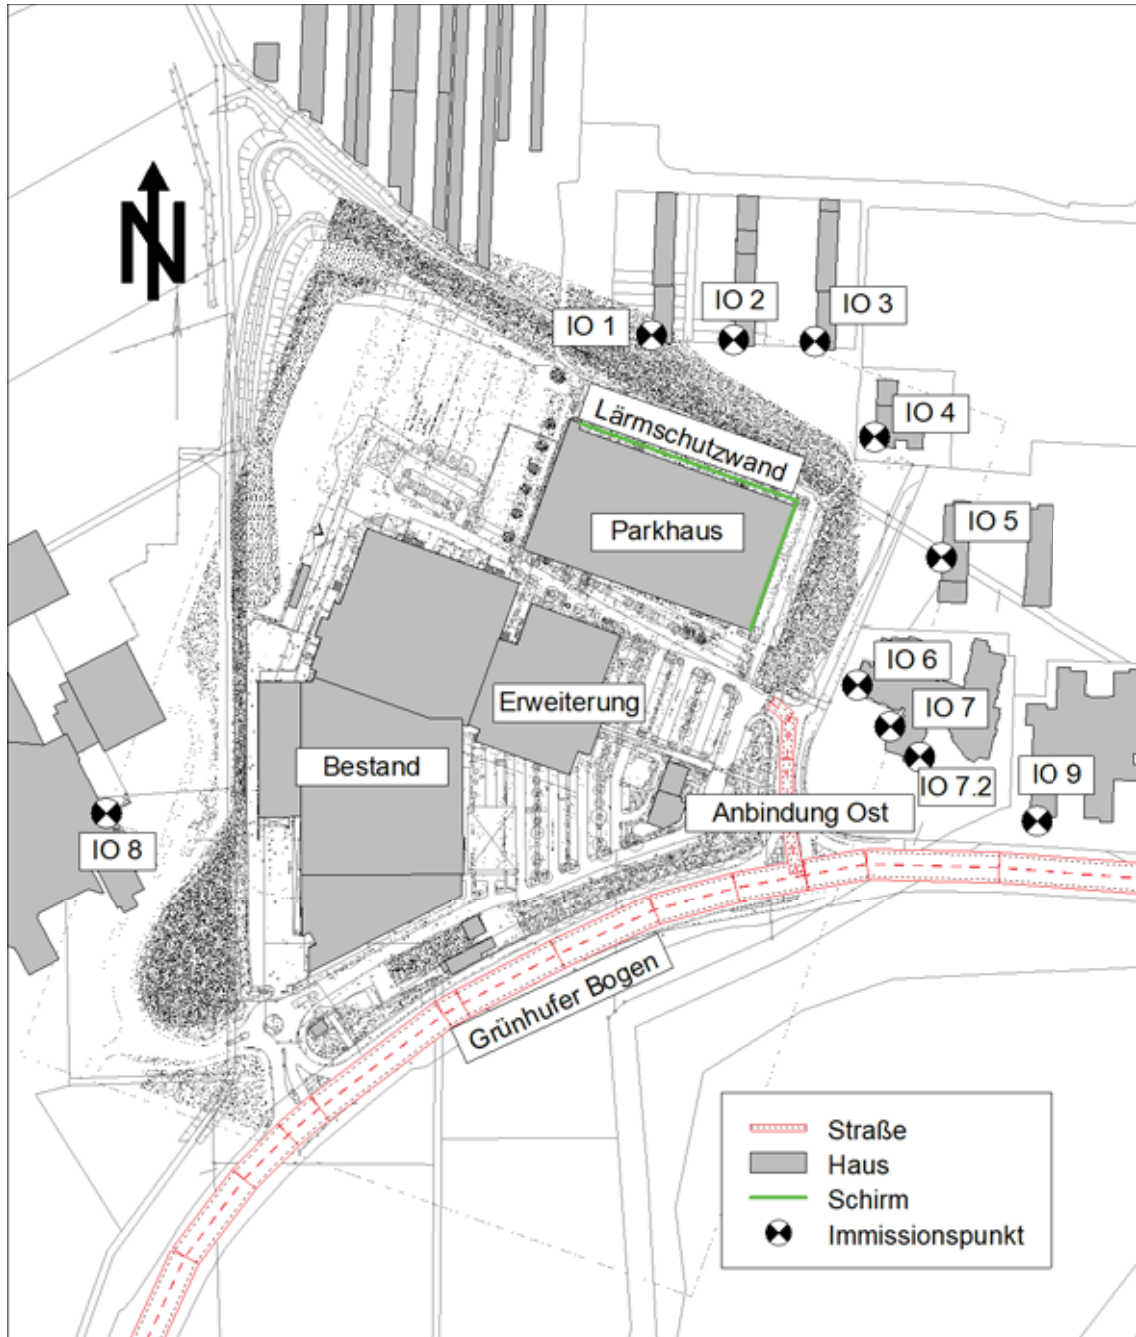 N
IO 1
IO 2
IO 3
IO 4
Lärmschutzwand
Parkhaus
IO 5
IO 6
IO 7
IO 7.2
IO 9
Erweiterung
Bestand
Anbindung Ost
IO 8
Grünhufer Bogen
Straße
Haus
Schirm
Immissionspunkt